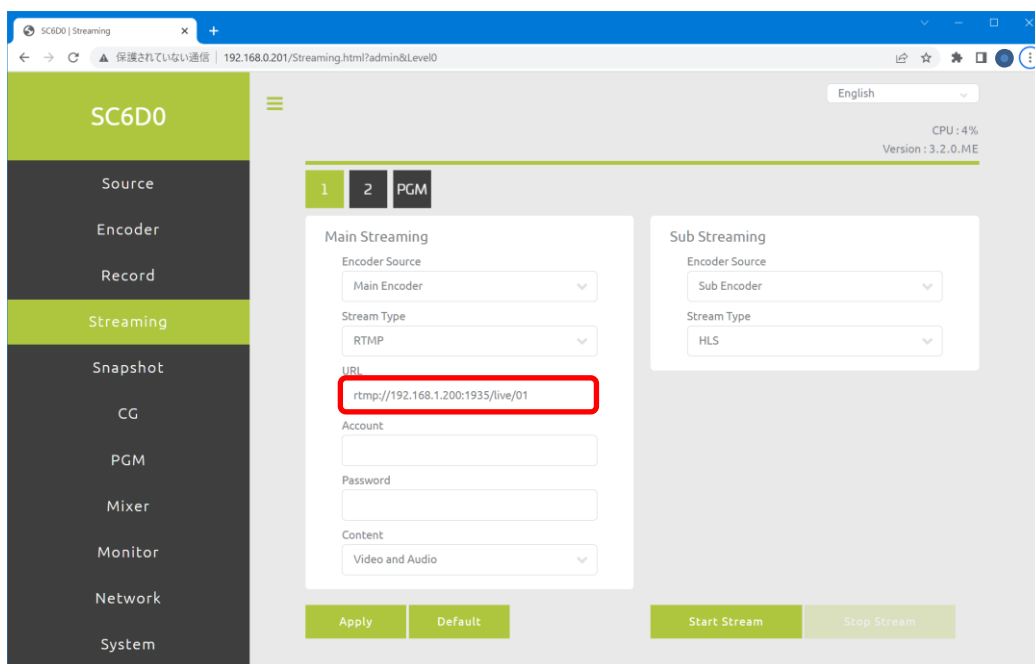 SC6D0 | Streaming
保護されていない通信 | 192.168.0.201/Streaming.html?admin&Level0
SC6D0
English
CPU : 4%
Version : 3.2.0.ME
Source
Encoder
Record
Streaming
Snapshot
CG
PGM
Mixer
Monitor
Network
System
1 2 PGM
Main Streaming
Encoder Source
Main Encoder
Stream Type
RTMP
URL
rtmp://192.168.1.200:1935/live/01
Account
Password
Content
Video and Audio
Sub Streaming
Encoder Source
Sub Encoder
Stream Type
HLS
Apply
Default
Start Stream
Stop Stream